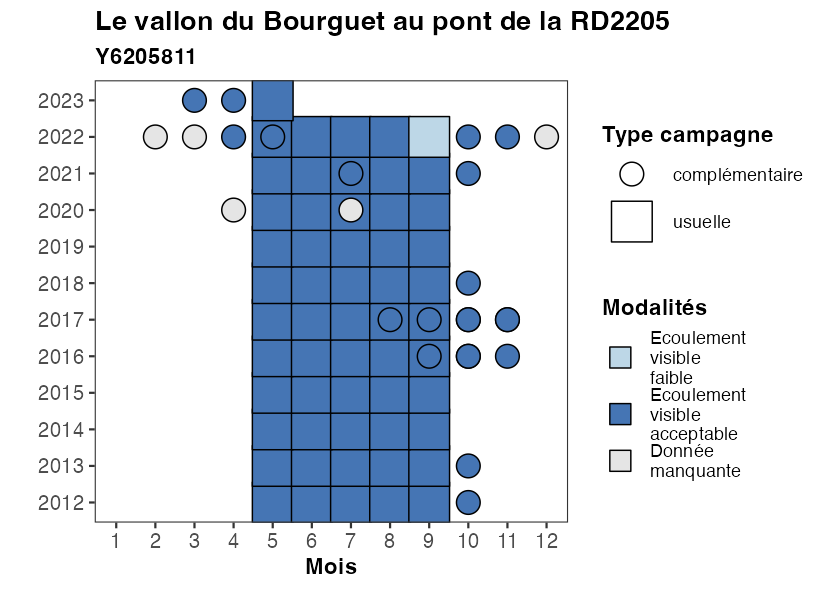 Le vallon du Bourguet au pont de la RD2205
Y6205811
2023
2022
2021
2020
2019
2018
2017
2016
2015
2014
2013
2012
1 2 3 4 5 6 7 8 9 10 11 12
Mois
Type campagne
complémentaire
usuelle
Modalités
Ecoulement
visible
faible
Ecoulement
visible
acceptable
Donnée
manquante